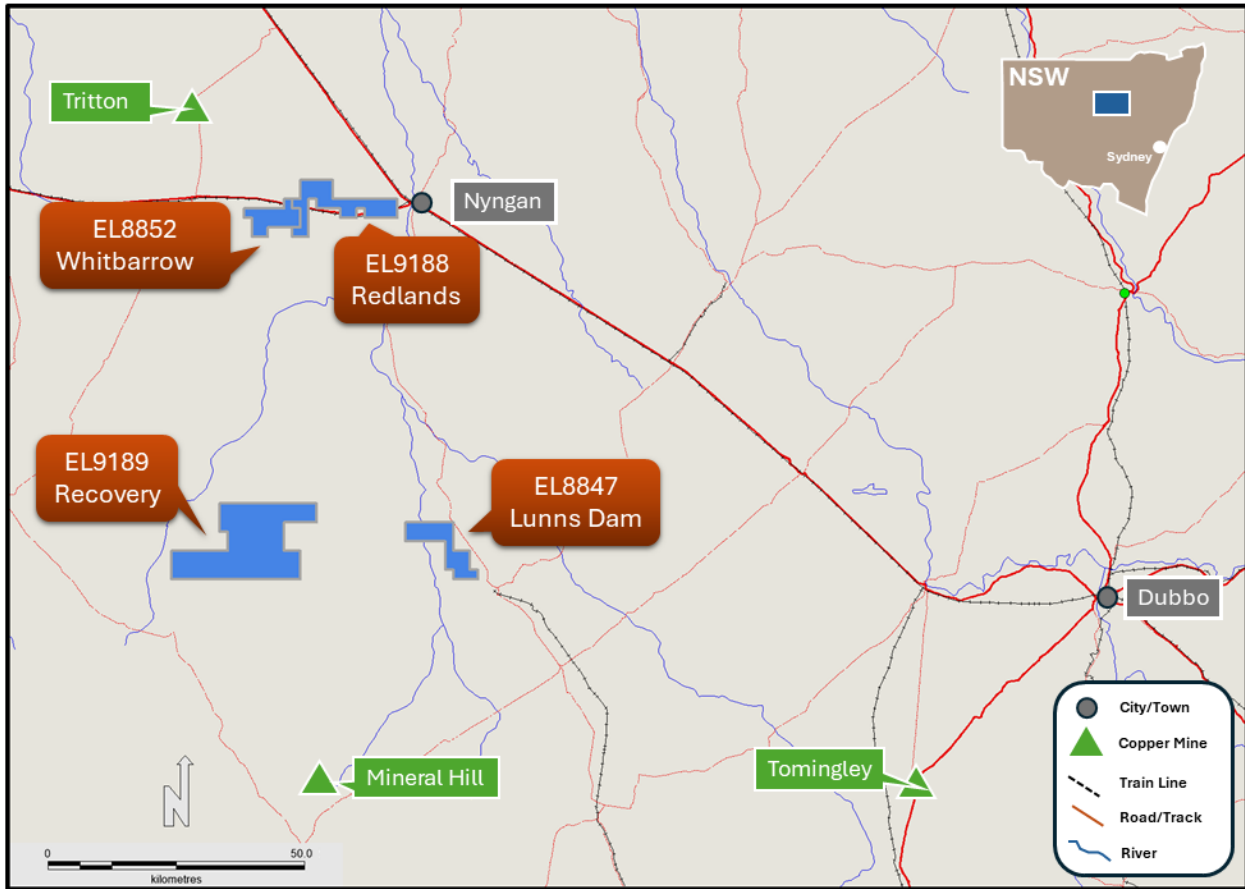 NSW
Sydney
Tritton
Nyngan
EL8852
Whitbarrow
EL9188
Redlands
EL9189
Recovery
EL8847
Lunns Dam
Dubbo
Mineral Hill
Tomingley
N
0 50.0
kilometres
City/Town
Copper Mine
Train Line
Road/Track
River